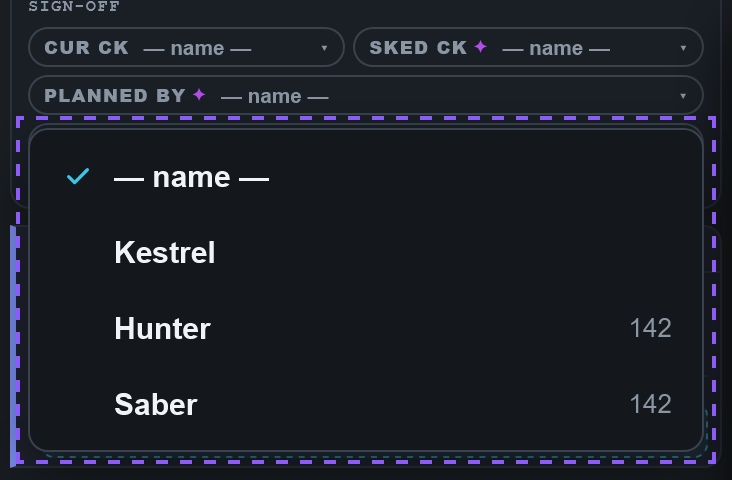 SIGN-OFF
CUR CK — name — SKED CK ✦ — name —
PLANNED BY ✦ — name —
— name —
Kestrel
Hunter 142
Saber 142